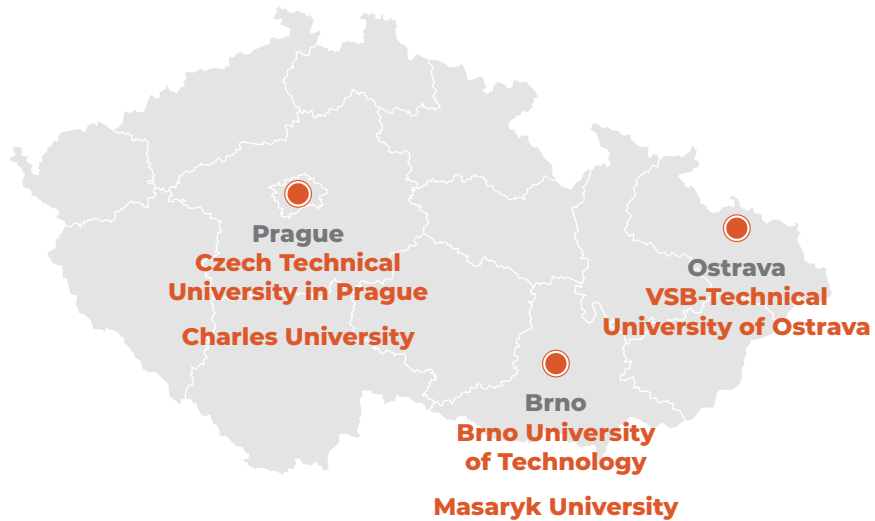 Prague
Czech Technical
University in Prague
Charles University
Ostrava
VSB-Technical
University of Ostrava
Brno
Brno University
of Technology
Masaryk University